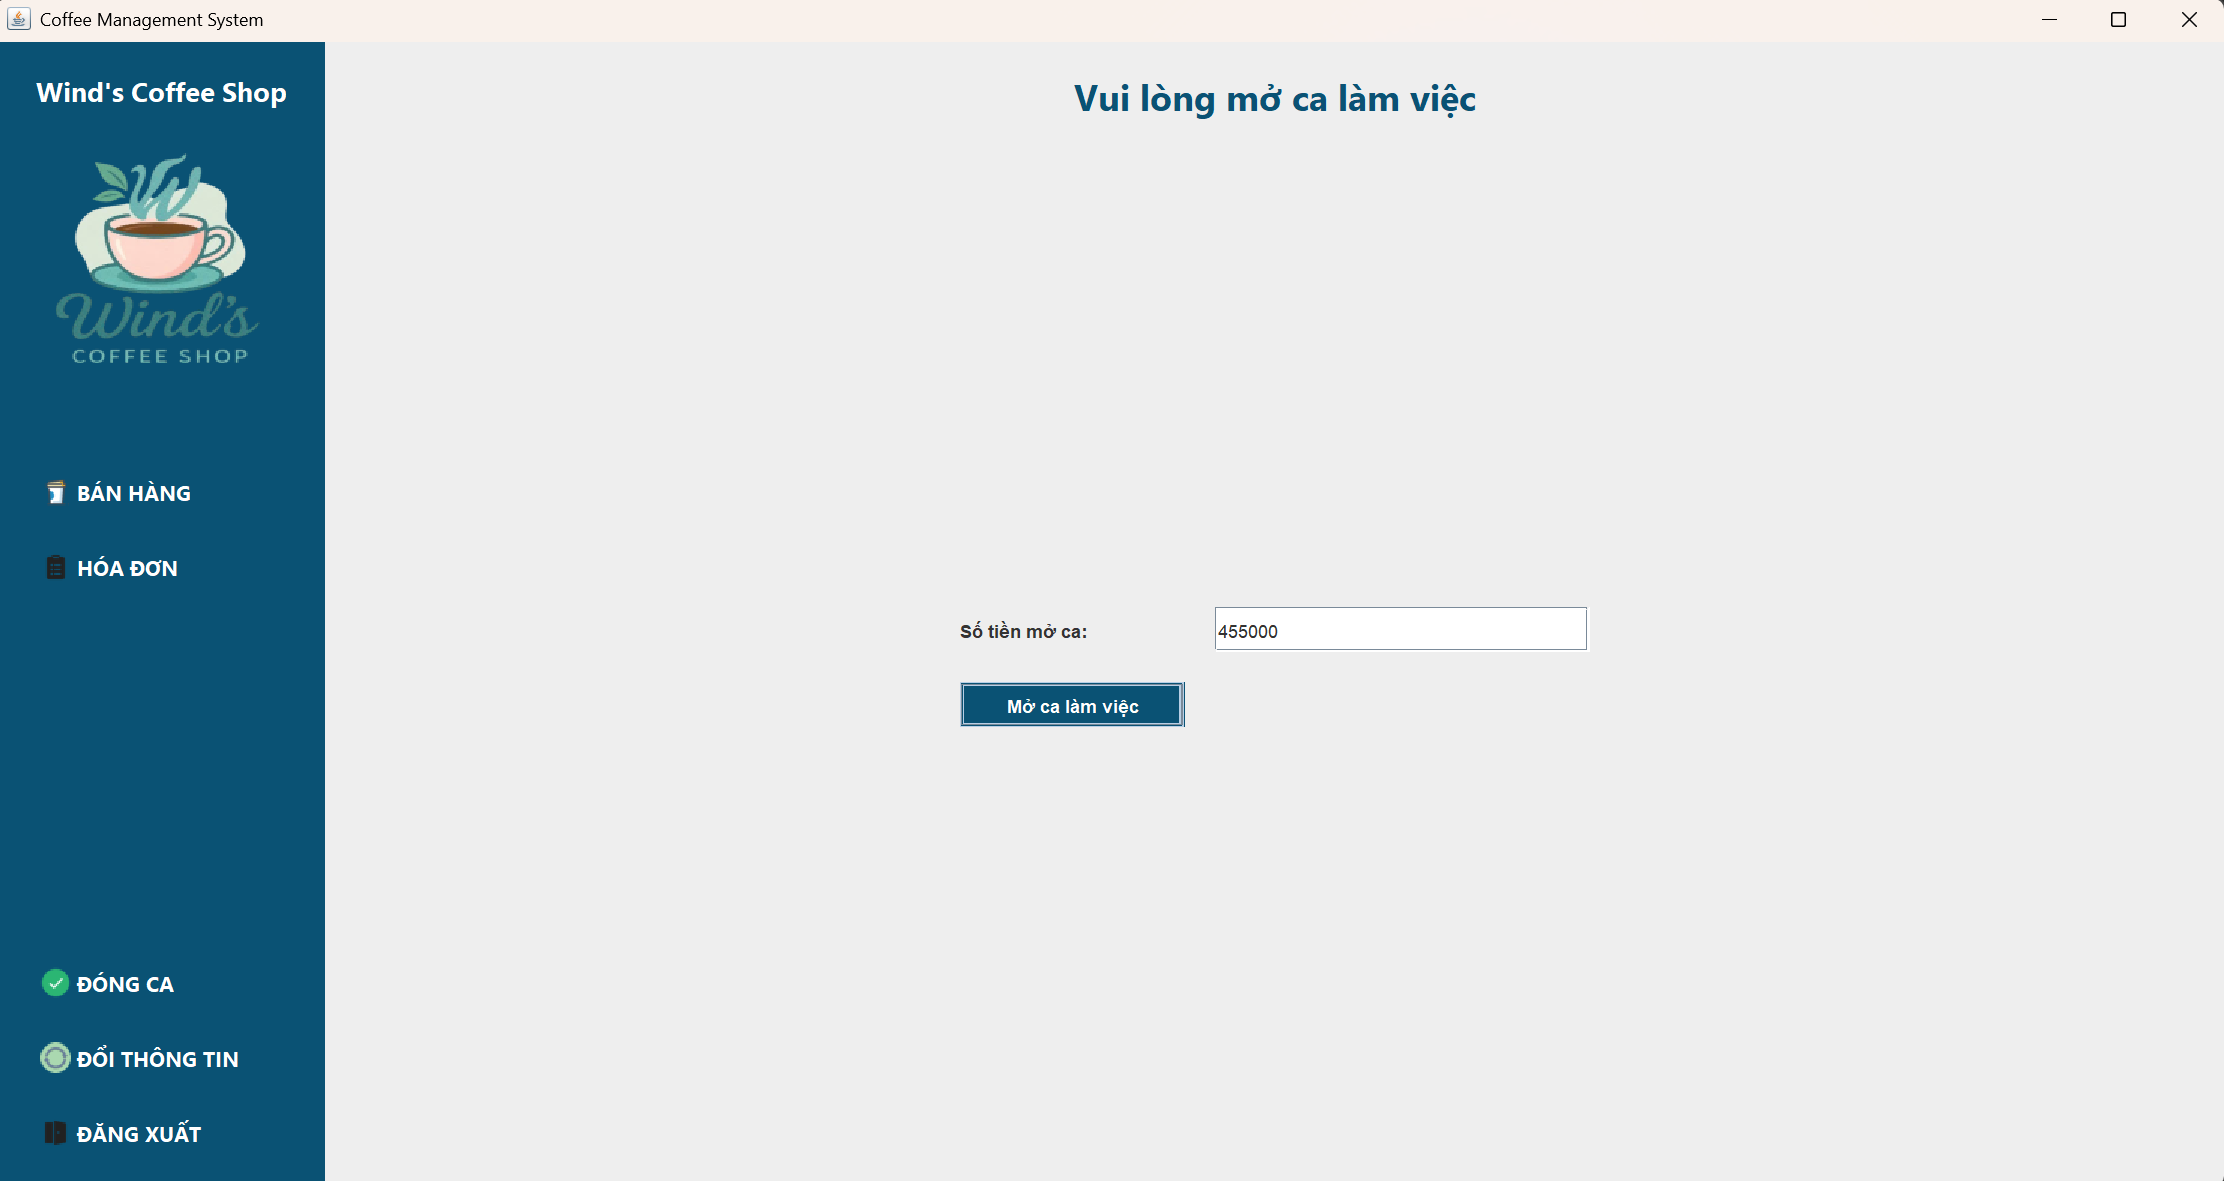 Coffee Management System
Wind's Coffee Shop
Vui lòng mở ca làm việc
W
Wind's
COFFEE SHOP
BÁN HÀNG
HÓA ĐƠN
Số tiền mở ca:
455000
Mở ca làm việc
ĐÓNG CA
ĐỔI THÔNG TIN
ĐĂNG XUẤT